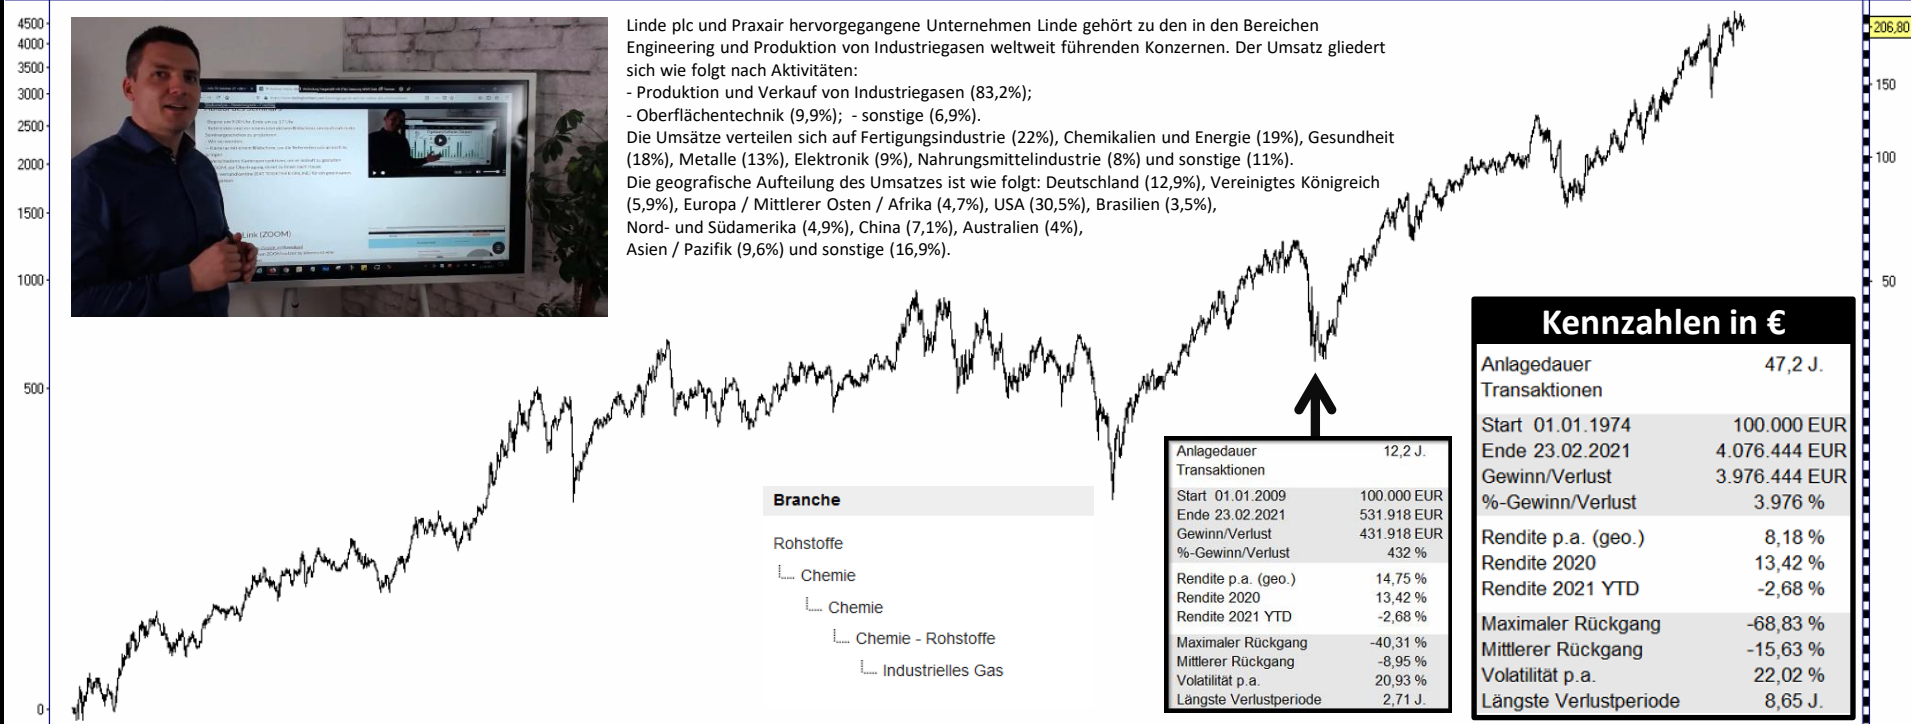 4500
4000
3500
3000
2500
2000
1500
1000
500
0
Linde plc und Praxair hervorgegangene Unternehmen Linde gehört zu den in den Bereichen
Engineering und Produktion von Industriegasen weltweit führenden Konzernen. Der Umsatz gliedert
sich wie folgt nach Aktivitäten:
- Produktion und Verkauf von Industriegasen (83,2%);
- Oberflächentechnik (9,9%);  - sonstige (6,9%).
Die Umsätze verteilen sich auf Fertigungsindustrie (22%), Chemikalien und Energie (19%), Gesundheit
(18%), Metalle (13%), Elektronik (9%), Nahrungsmittelindustrie (8%) und sonstige (11%).
Die geografische Aufteilung des Umsatzes ist wie folgt: Deutschland (12,9%), Vereinigtes Königreich
(5,9%), Europa / Mittlerer Osten / Afrika (4,7%), USA (30,5%), Brasilien (3,5%),
Nord- und Südamerika (4,9%), China (7,1%), Australien (4%),
Asien / Pazifik (9,6%) und sonstige (16,9%).
Link (ZOOM)
206,80
150
100
50
Branche
Rohstoffe
Chemie
Chemie
Chemie - Rohstoffe
Industrielles Gas
Anlagedauer 12,2 J.
Transaktionen
Start 01.01.2009 100.000 EUR
Ende 23.02.2021 531.918 EUR
Gewinn/Verlust 431.918 EUR
%-Gewinn/Verlust 432 %
Rendite p.a. (geo.) 14,75 %
Rendite 2020 13,42 %
Rendite 2021 YTD -2,68 %
Maximaler Rückgang -40,31 %
Mittlerer Rückgang -8,95 %
Volatilität p.a. 20,93 %
Längste Verlustperiode 2,71 J.
Kennzahlen in €
Anlagedauer 47,2 J.
Transaktionen
Start 01.01.1974 100.000 EUR
Ende 23.02.2021 4.076.444 EUR
Gewinn/Verlust 3.976.444 EUR
%-Gewinn/Verlust 3.976 %
Rendite p.a. (geo.) 8,18 %
Rendite 2020 13,42 %
Rendite 2021 YTD -2,68 %
Maximaler Rückgang -68,83 %
Mittlerer Rückgang -15,63 %
Volatilität p.a. 22,02 %
Längste Verlustperiode 8,65 J.